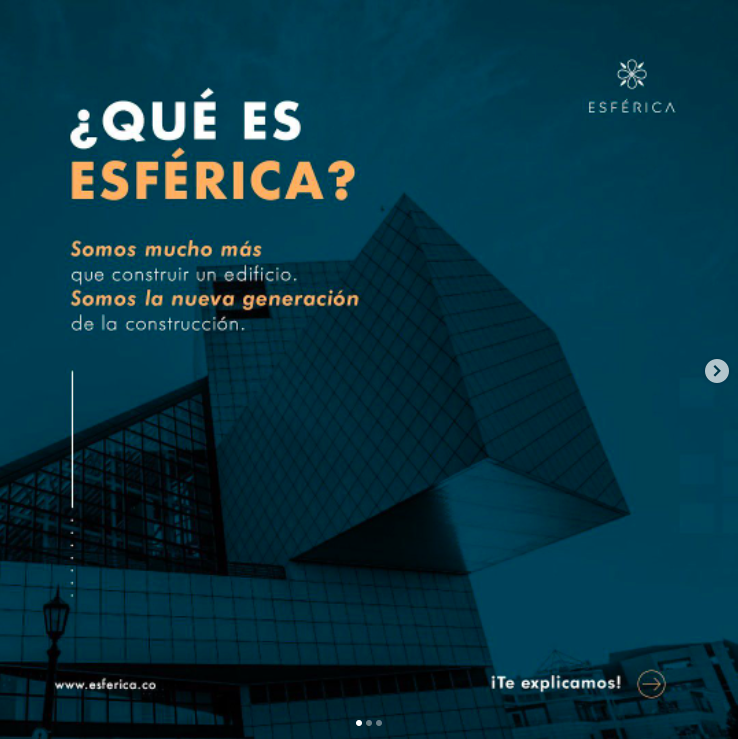 ESFÉRICA
¿QUÉ ES
ESFÉRICA?
Somos mucho más
que construir un edificio.
Somos la nueva generación
de la construcción.
www.esferica.co
¡Te explicamos!